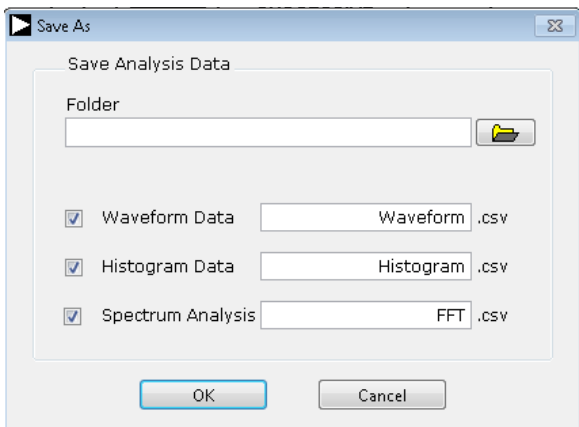 Save As
Save Analysis Data
Folder
Waveform Data Waveform .csv
Histogram Data Histogram .csv
Spectrum Analysis FFT .csv
OK Cancel